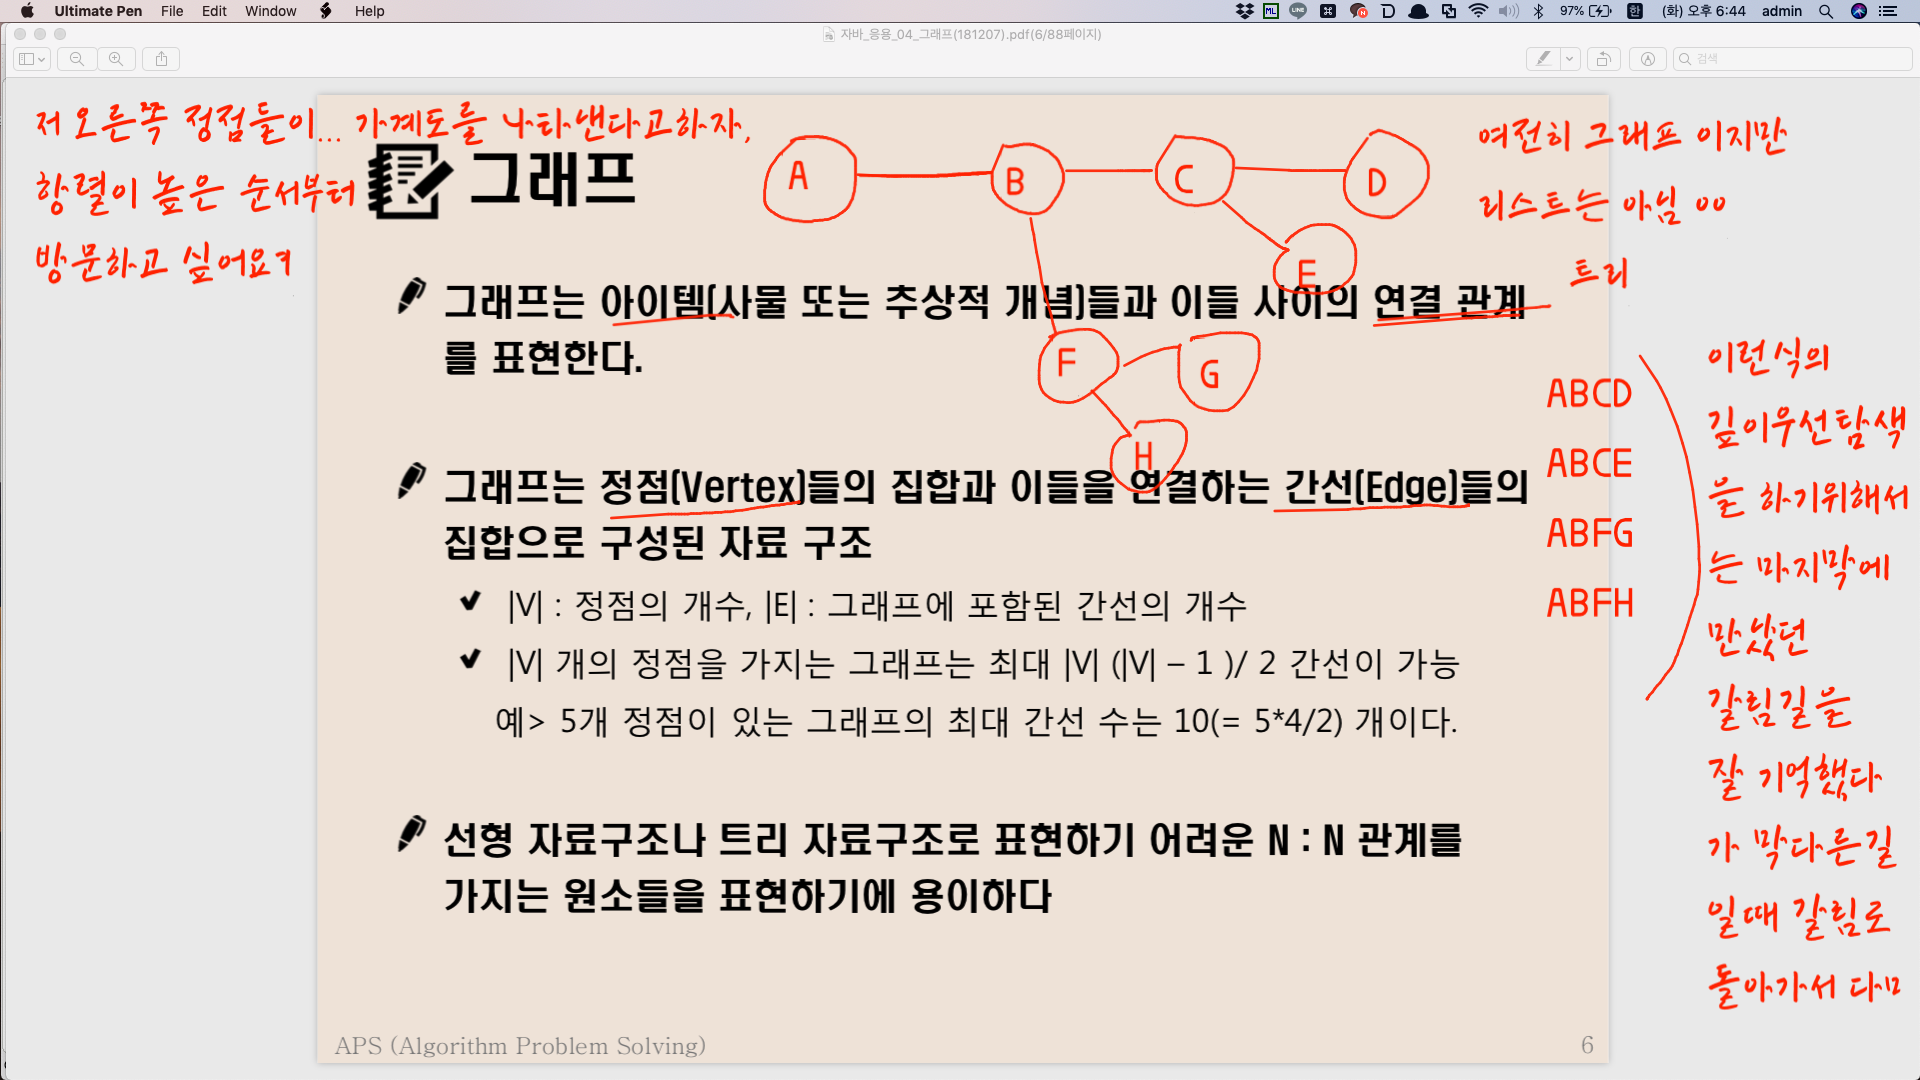 Ultimate Pen File Edit Window Help 97% 한 (화) 오후 6:44 admin
자바_응용_04_그래프(181207).pdf(6/88페이지)
검색
저 오른쪽 정점들이... 가계도를 나타낸다고하자,
항렬이 높은 순서부터
방문하고 싶어요ㅋ
그래프
A B C D
E
F G
H
여전히 그래프 이지만
리스트는 아님 ㅇㅇ
트리
그래프는 아이템(사물 또는 추상적 개념)들과 이들 사이의 연결 관계
를 표현한다.
그래프는 정점(Vertex)들의 집합과 이들을 연결하는 간선(Edge)들의
집합으로 구성된 자료 구조
|V| : 정점의 개수, |E| : 그래프에 포함된 간선의 개수
|V| 개의 정점을 가지는 그래프는 최대 |V| (|V| – 1 )/ 2 간선이 가능
예> 5개 정점이 있는 그래프의 최대 간선 수는 10(= 5*4/2) 개이다.
선형 자료구조나 트리 자료구조로 표현하기 어려운 N : N 관계를
가지는 원소들을 표현하기에 용이하다
ABCD
ABCE
ABFG
ABFH
이런식의
깊이우선탐색
을 하기위해서
는 마지막에
만났던
갈림길을
잘 기억했다
가 막다른길
일때 갈림로
돌아가서 다ㅁ
APS (Algorithm Problem Solving)
6